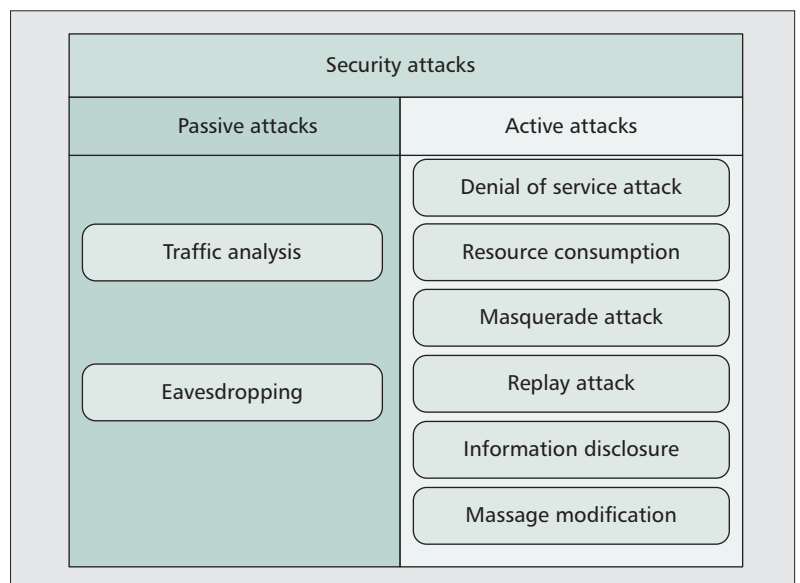 Security attacks
Passive attacks
Active attacks
Traffic analysis
Eavesdropping
Denial of service attack
Resource consumption
Masquerade attack
Replay attack
Information disclosure
Massage modification